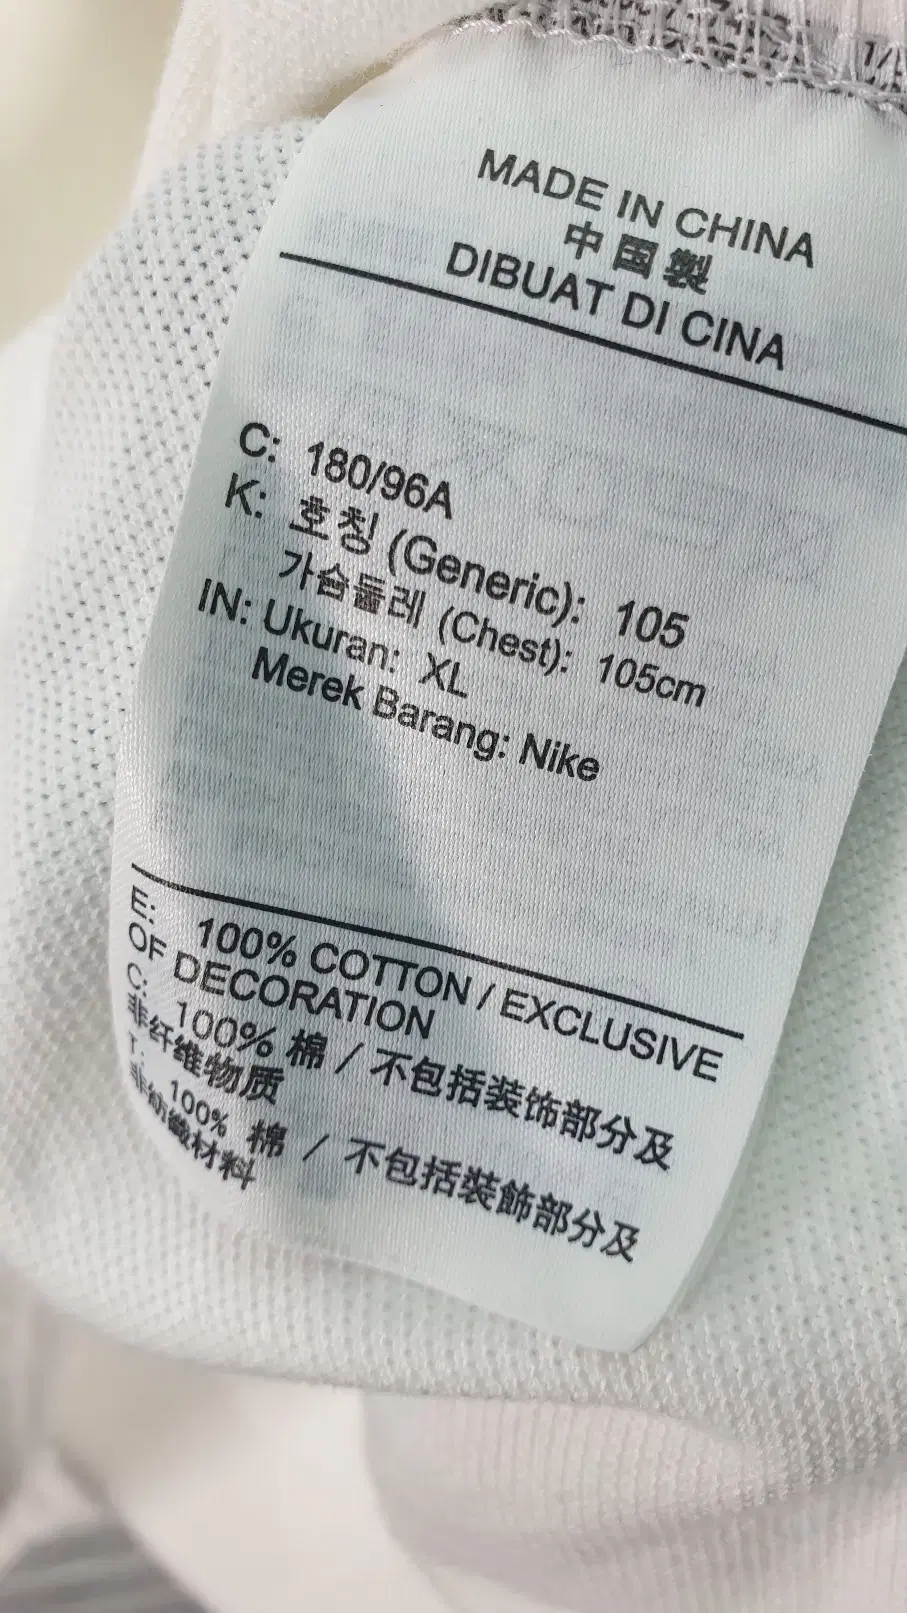 MADE IN CHINA
中国製
DIBUAT DI CINA
C: 180/96A
K: 호칭 (Generic): 105
가슴둘레 (Chest): 105cm
IN: Ukuran: XL
Merek Barang: Nike
E: 100% COTTON / EXCLUSIVE
OF DECORATION
C: 100% 棉 / 不包括装饰部分及
非纤维物质
T: 100% 棉 / 不包括裝飾部分及
非紡織材料